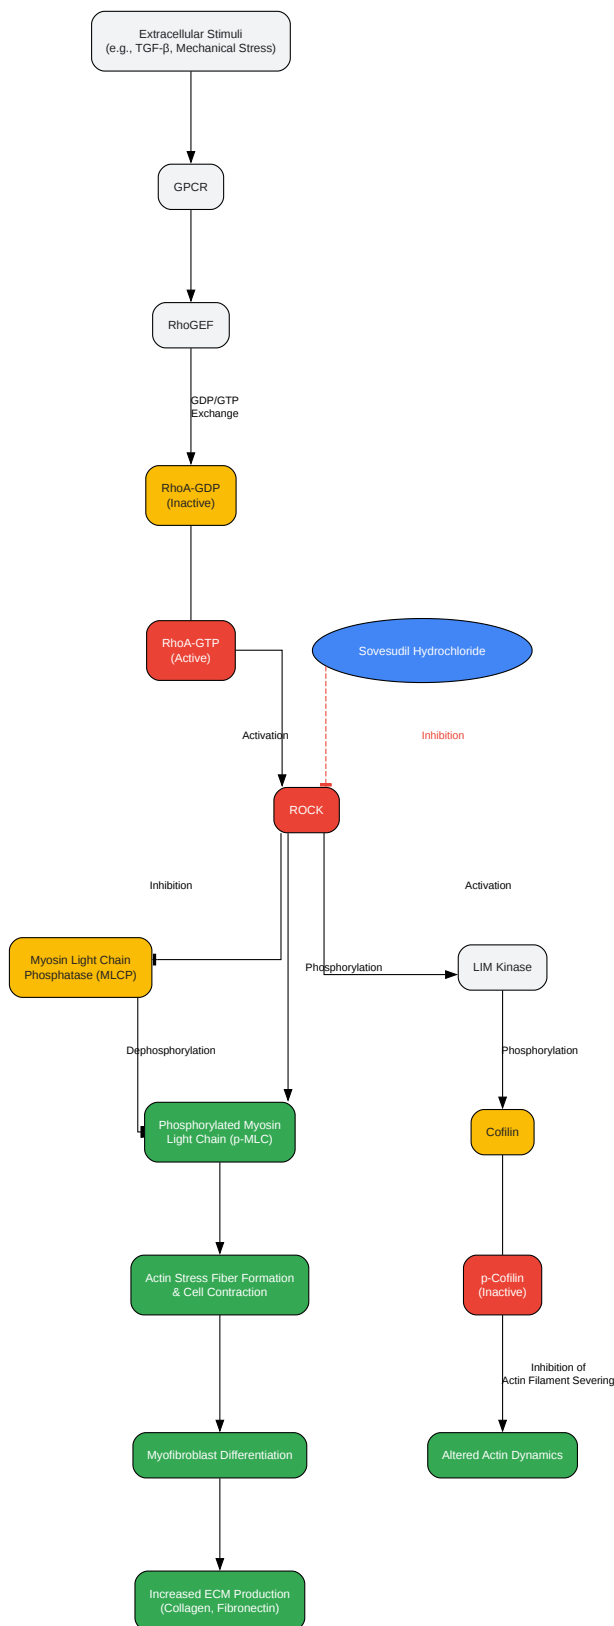 Extracellular Stimuli
(e.g., TGF-β, Mechanical Stress)
GPCR
RhoGEF
GDP/GTP
Exchange
RhoA-GDP
(Inactive)
RhoA-GTP
(Active)
Sovesudil Hydrochloride
Activation
Inhibition
ROCK
Inhibition
Activation
Myosin Light Chain
Phosphatase (MLCP)
Phosphorylation
LIM Kinase
Dephosphorylation
Phosphorylation
Phosphorylated Myosin
Light Chain (p-MLC)
Cofilin
Actin Stress Fiber Formation
& Cell Contraction
p-Cofilin
(Inactive)
Inhibition of
Actin Filament Severing
Myofibroblast Differentiation
Altered Actin Dynamics
Increased ECM Production
(Collagen, Fibronectin)